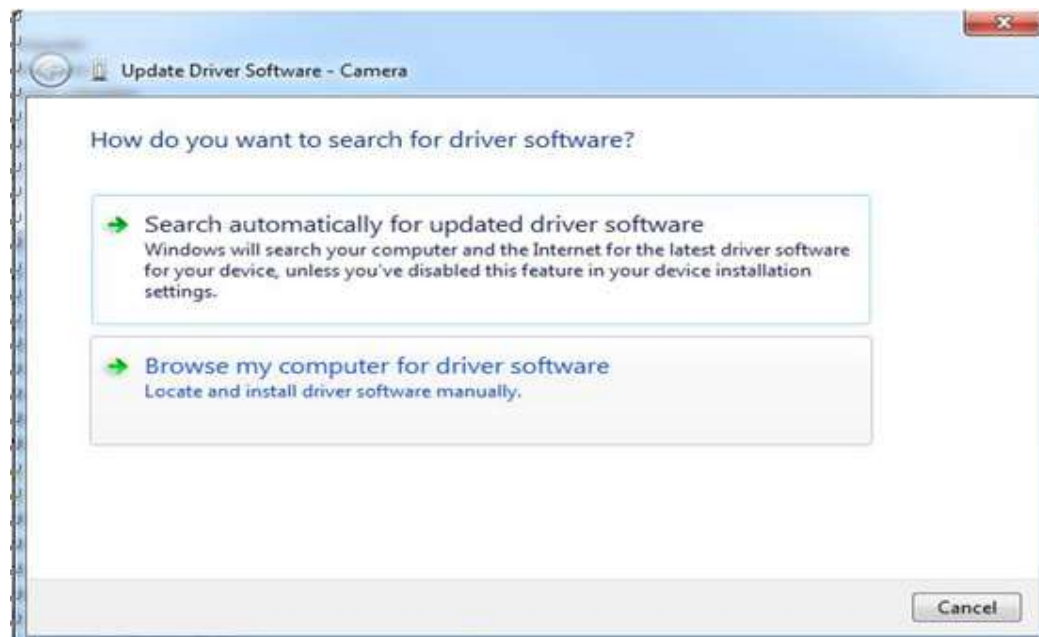 Update Driver Software - Camera
How do you want to search for driver software?
Search automatically for updated driver software
Windows will search your computer and the Internet for the latest driver software
for your device, unless you've disabled this feature in your device installation
settings.
Browse my computer for driver software
Locate and install driver software manually.
Cancel